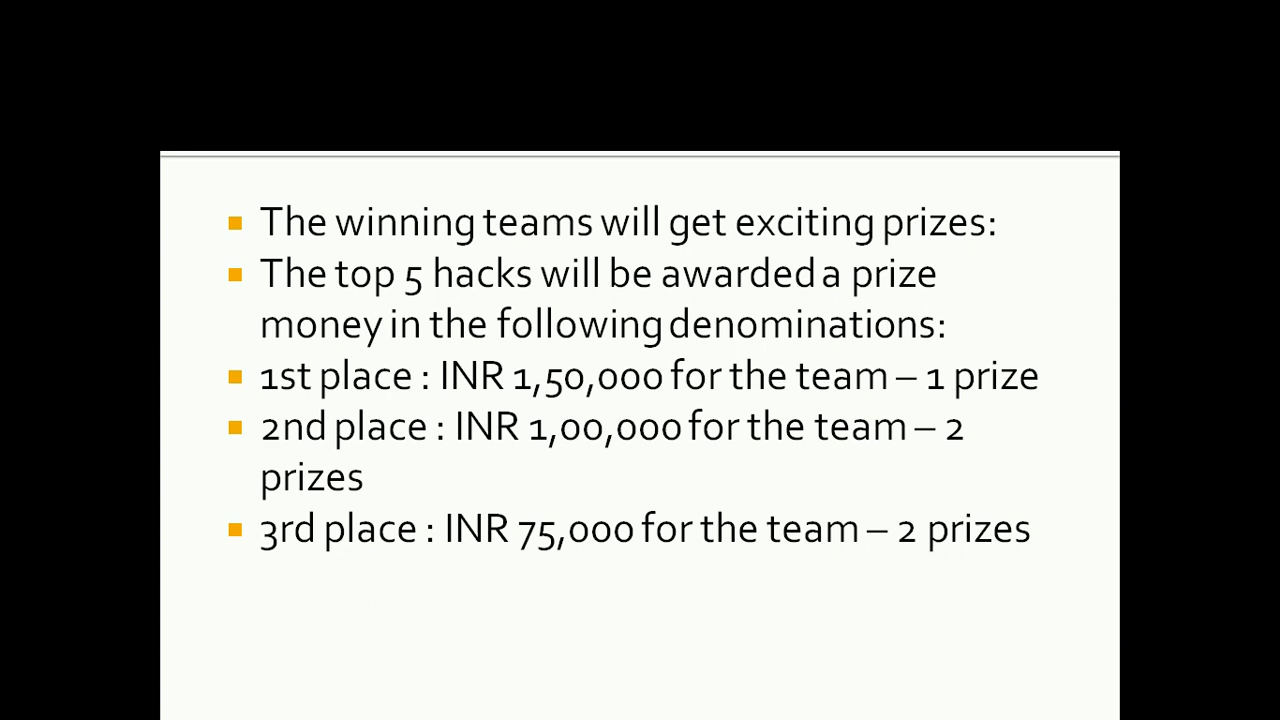 The winning teams will get exciting prizes:
The top 5 hacks will be awarded a prize
money in the following denominations:
1st place : INR 1,50,000 for the team – 1 prize
2nd place : INR 1,00,000 for the team – 2
prizes
3rd place : INR 75,000 for the team – 2 prizes